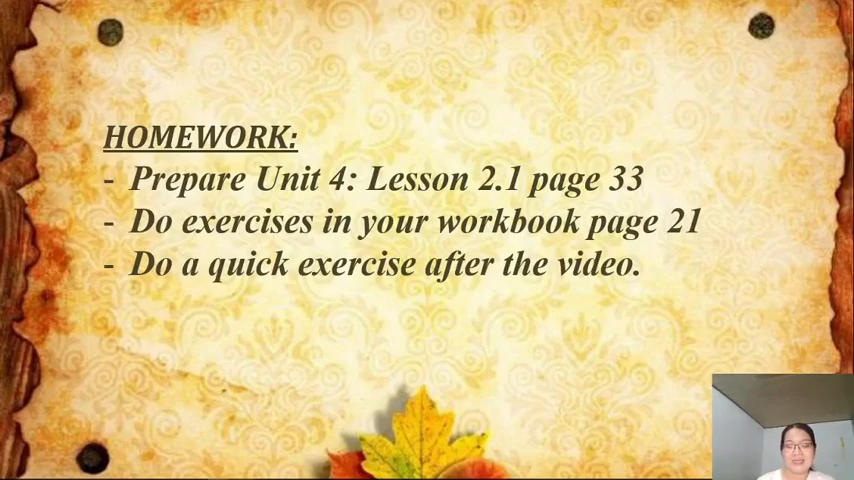 HOMEWORK:
- Prepare Unit 4: Lesson 2.1 page 33
- Do exercises in your workbook page 21
- Do a quick exercise after the video.